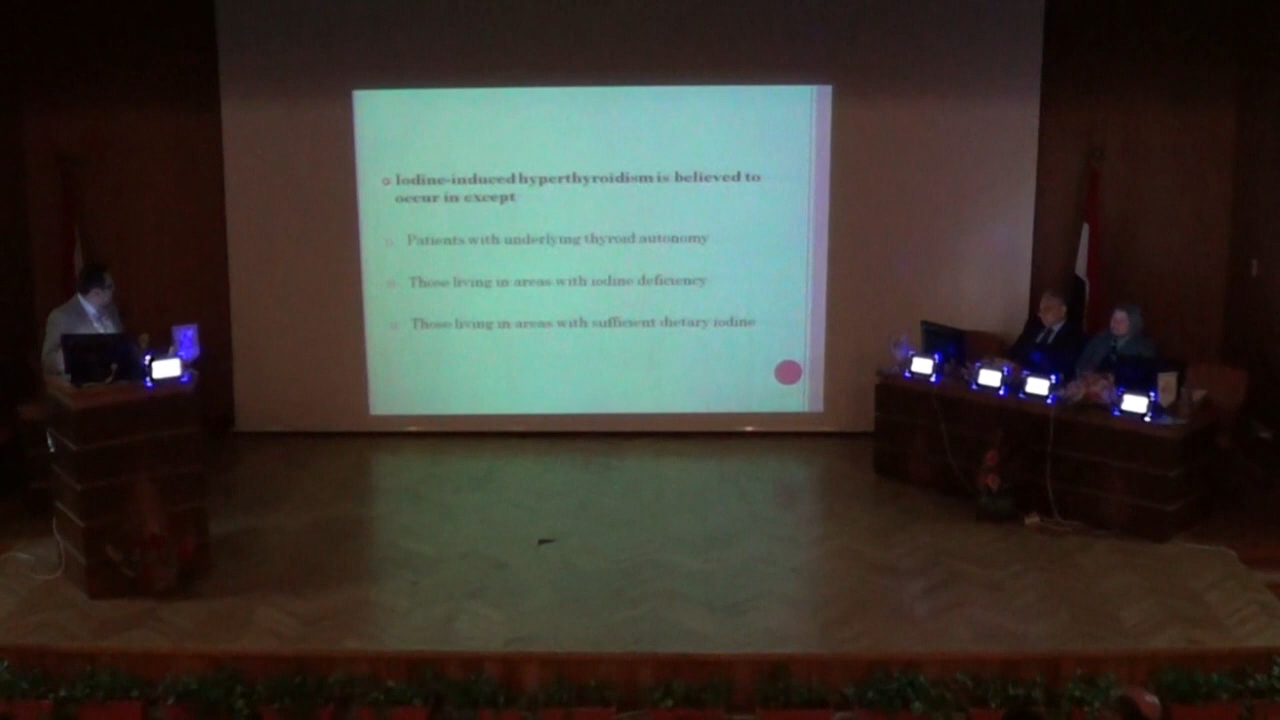 Iodine-induced hyperthyroidism is believed to
occur in except
Patients with underlying thyroid autonomy
Those living in areas with iodine deficiency
Those living in areas with sufficient dietary iodine